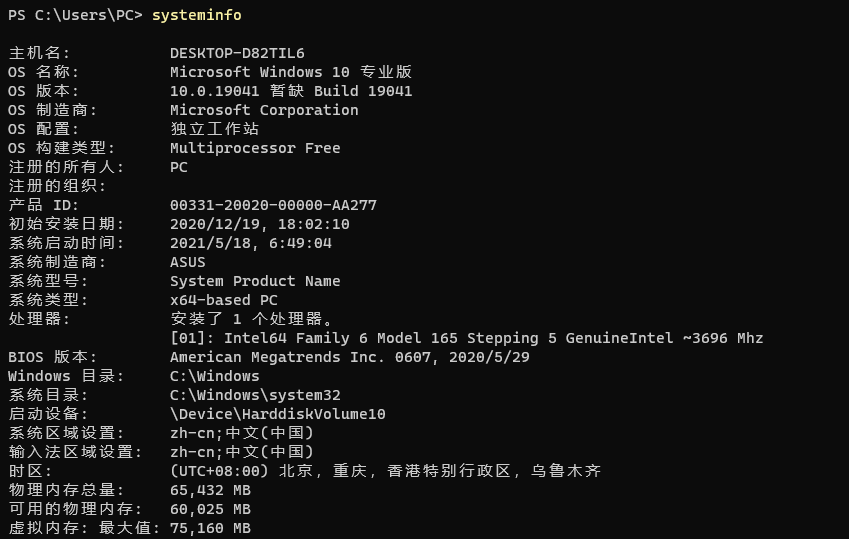 PS C:\Users\PC> systeminfo
主机名: DESKTOP-D82TIL6
OS 名称: Microsoft Windows 10 专业版
OS 版本: 10.0.19041 暂缺 Build 19041
OS 制造商: Microsoft Corporation
OS 配置: 独立工作站
OS 构建类型: Multiprocessor Free
注册的所有人: PC
注册的组织:
产品 ID: 00331-20020-00000-AA277
初始安装日期: 2020/12/19, 18:02:10
系统启动时间: 2021/5/18, 6:49:04
系统制造商: ASUS
系统型号: System Product Name
系统类型: x64-based PC
处理器: 安装了 1 个处理器。
[01]: Intel64 Family 6 Model 165 Stepping 5 GenuineIntel ~3696 Mhz
BIOS 版本: American Megatrends Inc. 0607, 2020/5/29
Windows 目录: C:\Windows
系统目录: C:\Windows\system32
启动设备: \Device\HarddiskVolume10
系统区域设置: zh-cn;中文(中国)
输入法区域设置: zh-cn;中文(中国)
时区: (UTC+08:00) 北京，重庆，香港特别行政区，乌鲁木齐
物理内存总量: 65,432 MB
可用的物理内存: 60,025 MB
虚拟内存: 最大值: 75,160 MB